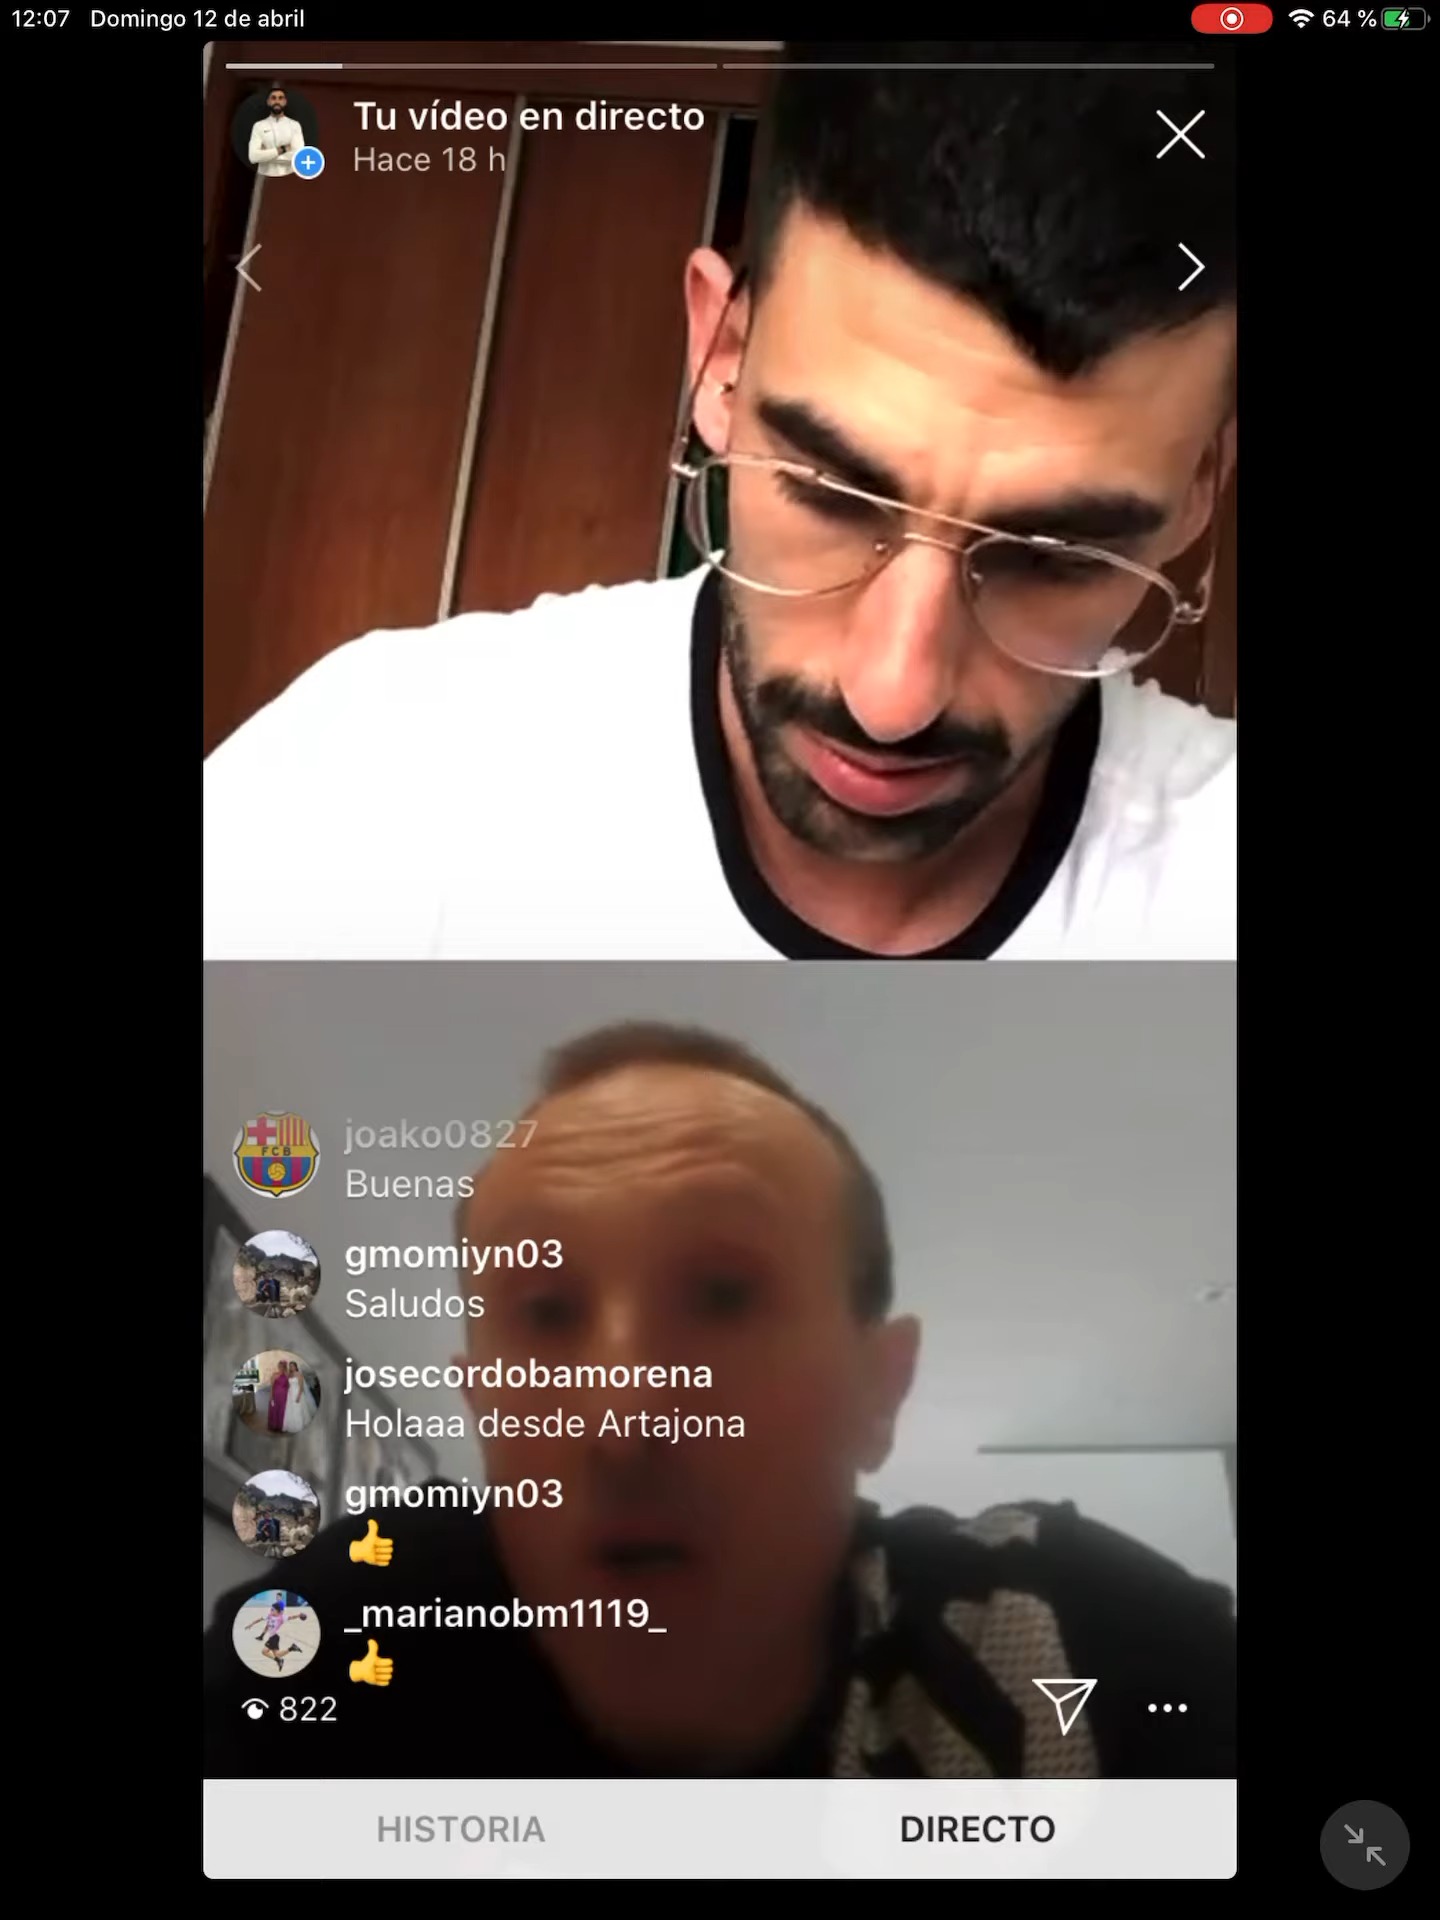 12:07 Domingo 12 de abril
64 %
Tu vídeo en directo
Hace 18 h
joako0827
FCB
Buenas
gmomiyn03
Saludos
josecordobamorena
Holaaa desde Artajona
gmomiyn03
👍
_marianobm1119_
👍
822
HISTORIA
DIRECTO